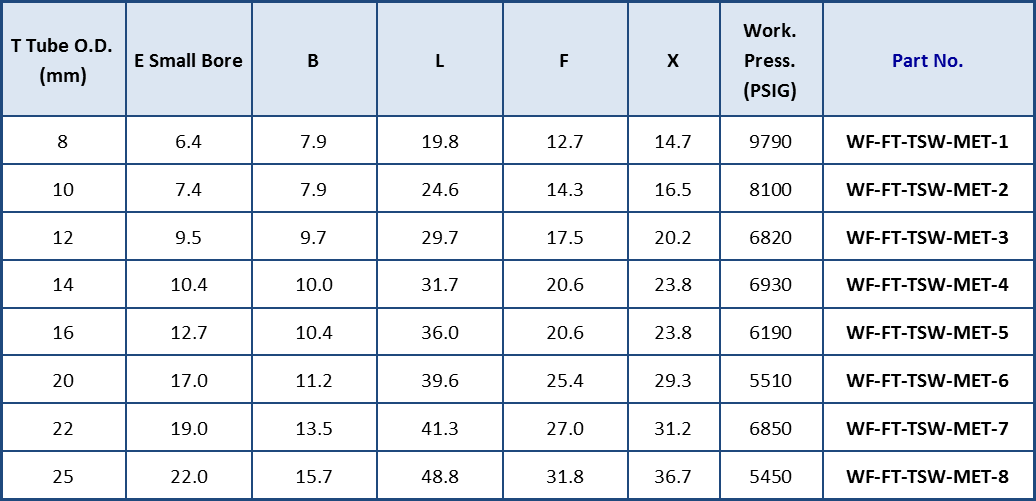 T Tube O.D. (mm) E Small Bore B L F X Work. Press. (PSIG) Part No.
8 6.4 7.9 19.8 12.7 14.7 9790 WF-FT-TSW-MET-1
10 7.4 7.9 24.6 14.3 16.5 8100 WF-FT-TSW-MET-2
12 9.5 9.7 29.7 17.5 20.2 6820 WF-FT-TSW-MET-3
14 10.4 10.0 31.7 20.6 23.8 6930 WF-FT-TSW-MET-4
16 12.7 10.4 36.0 20.6 23.8 6190 WF-FT-TSW-MET-5
20 17.0 11.2 39.6 25.4 29.3 5510 WF-FT-TSW-MET-6
22 19.0 13.5 41.3 27.0 31.2 6850 WF-FT-TSW-MET-7
25 22.0 15.7 48.8 31.8 36.7 5450 WF-FT-TSW-MET-8